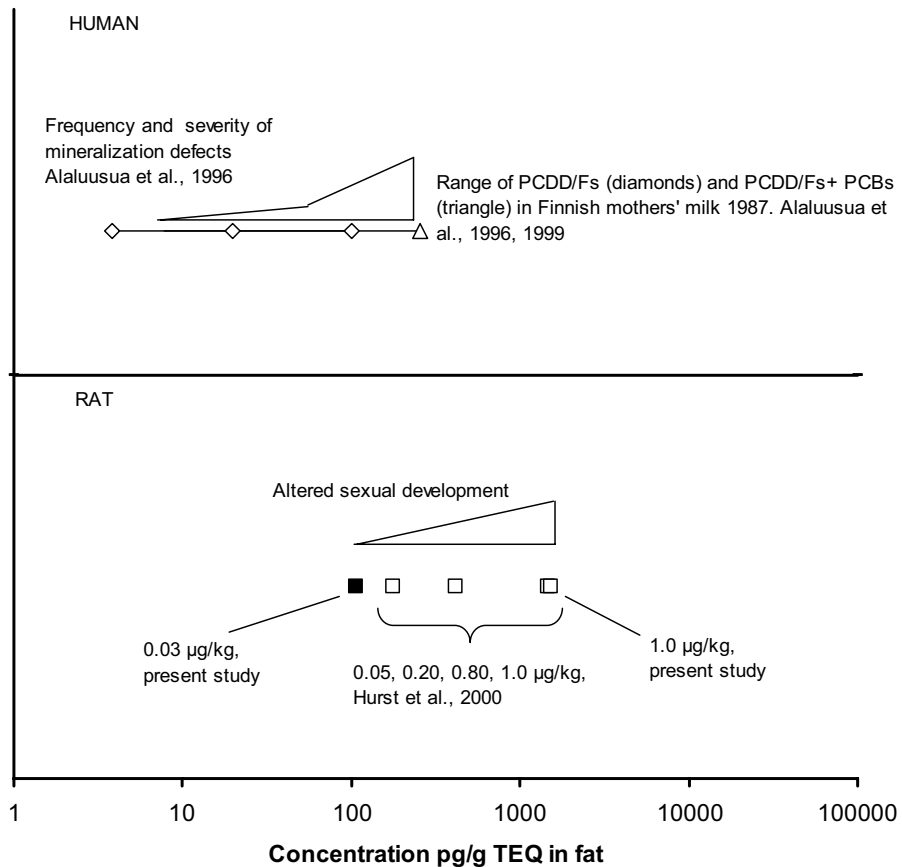 HUMAN
Frequency and severity of
mineralization defects
Alaluusua et al., 1996
Range of PCDD/Fs (diamonds) and PCDD/Fs+ PCBs
(triangle) in Finnish mothers' milk 1987. Alaluusua et
al., 1996, 1999
RAT
Altered sexual development
0.03 µg/kg,
present study
0.05, 0.20, 0.80, 1.0 µg/kg,
Hurst et al., 2000
1.0 µg/kg,
present study
1 10 100 1000 10000 100000
Concentration pg/g TEQ in fat